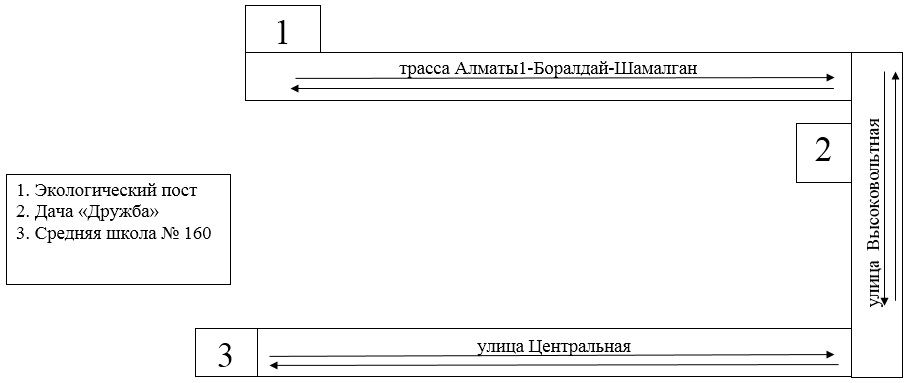 1
трасса Алматы1-Боралдай-Шамалган
2
улица Высоковольтная
1. Экологический пост
2. Дача «Дружба»
3. Средняя школа № 160
3
улица Центральная